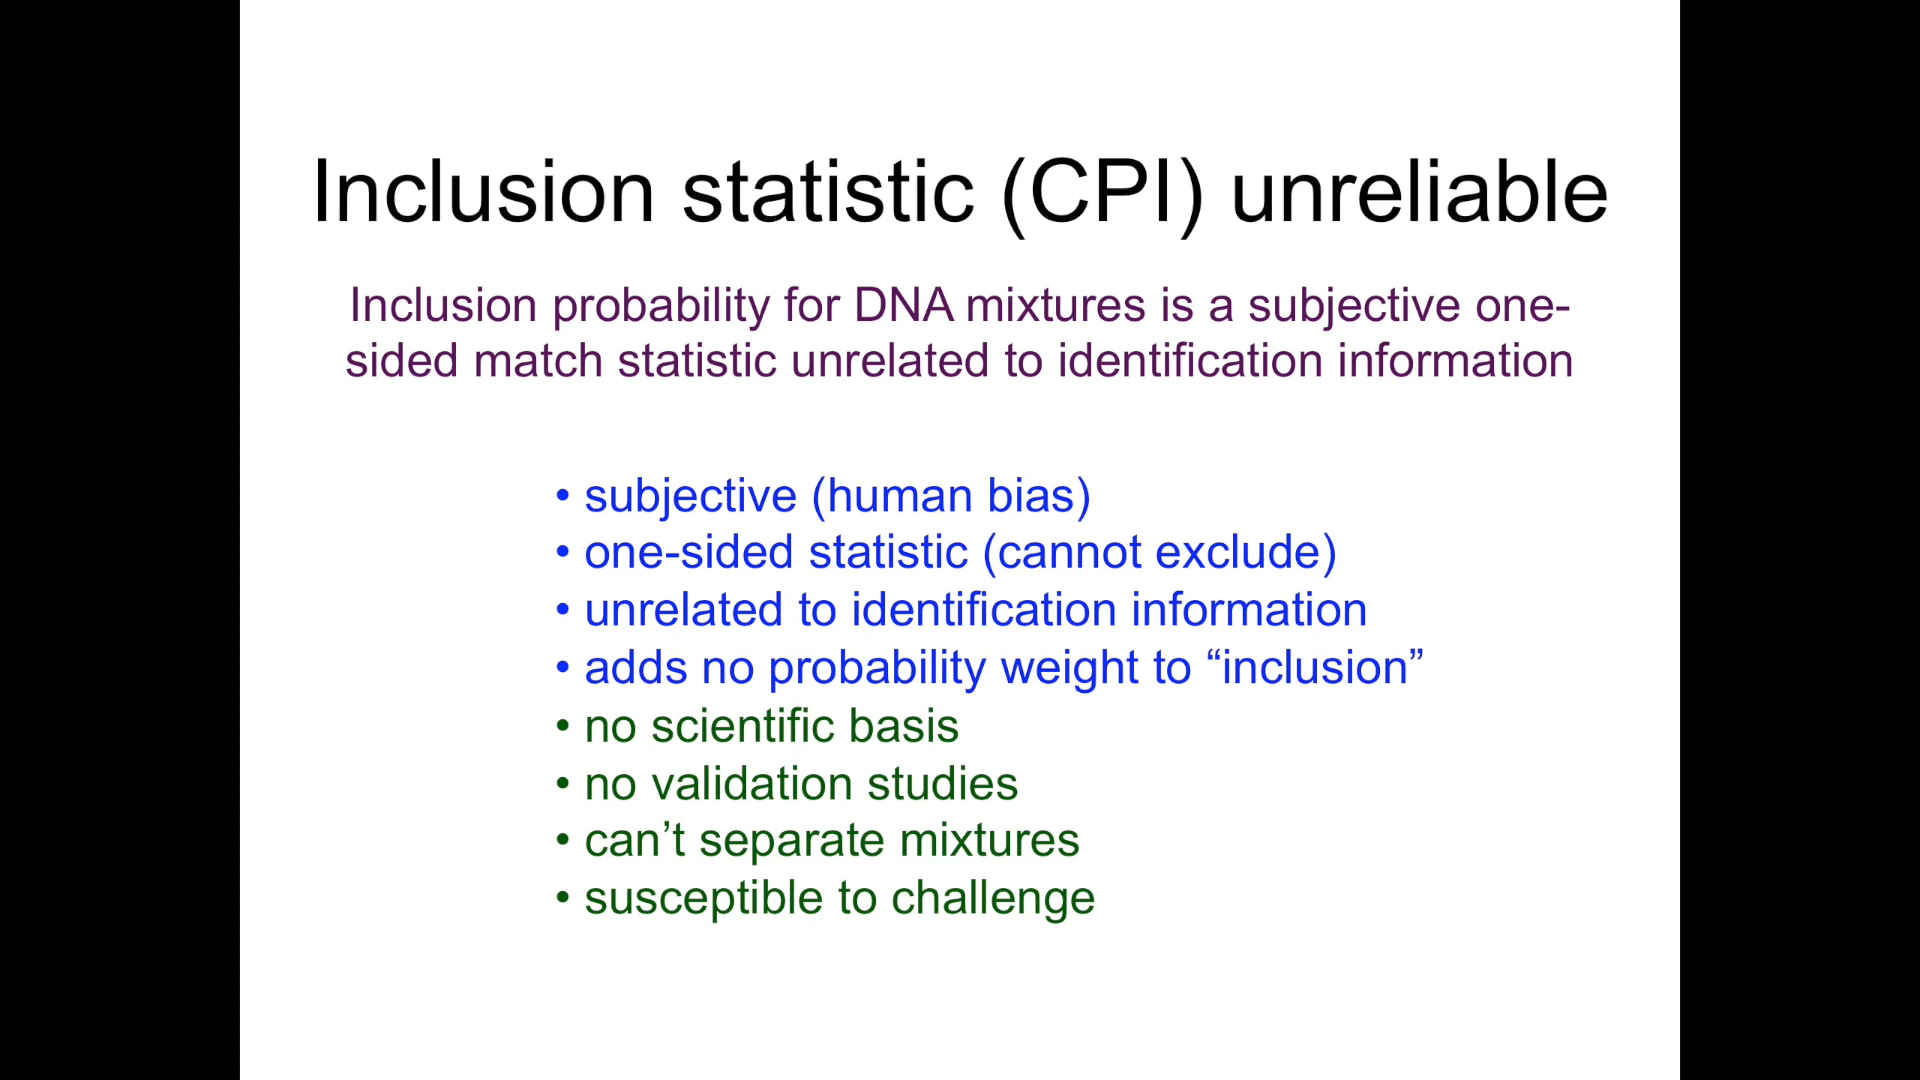 Inclusion statistic (CPI) unreliable
Inclusion probability for DNA mixtures is a subjective one-
sided match statistic unrelated to identification information
• subjective (human bias)
• one-sided statistic (cannot exclude)
• unrelated to identification information
• adds no probability weight to “inclusion”
• no scientific basis
• no validation studies
• can’t separate mixtures
• susceptible to challenge